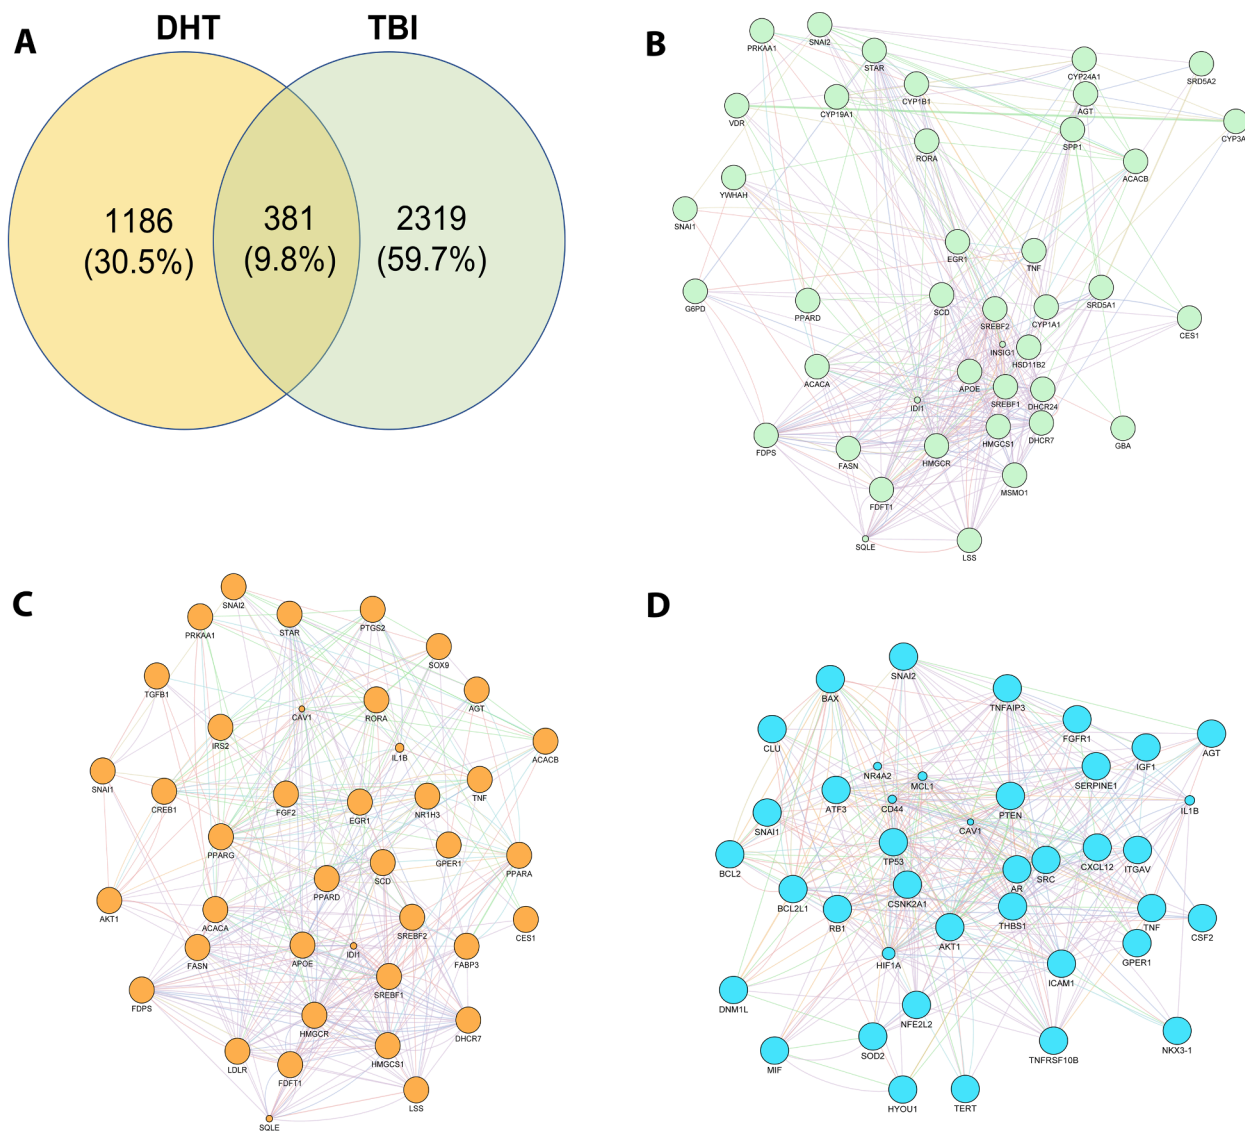 A
DHT
TBI
1186
(30.5%)
381
(9.8%)
2319
(59.7%)
B
PRKAA1
SNAI2
STAR
CYP24A1
SRD5A2
CYP1B1
AGT
CYP19A1
VDR
CYP3A
SPP1
RORA
ACACB
YWHAH
SNAI1
EGR1
TNF
G6PD
PPARD
SCD
SREBF2
CYP1A1
SRD5A1
CES1
INSIG1
HSD11B2
ACACA
APOE
SREBF1
DHCR24
IDI1
FDPS
FASN
HMGCR
HMGCS1
DHCR7
GBA
FDFT1
MSMO1
SQLE
LSS
C
SNAI2
PRKAA1
STAR
PTGS2
SOX9
TGFB1
CAV1
RORA
AGT
IRS2
IL1B
ACACB
SNAI1
CREB1
FGF2
EGR1
NR1H3
TNF
PPARG
GPER1
PPARA
PPARD
SCD
AKT1
ACACA
SREBF2
CES1
FASN
APOE
IDI1
FABP3
FDPS
SREBF1
HMGCR
DHCR7
LDLR
FDFT1
HMGCS1
LSS
SQLE
D
SNAI2
BAX
TNFAIP3
CLU
FGFR1
IGF1
AGT
NR4A2
MCL1
SERPINE1
ATF3
CD44
PTEN
IL1B
SNAI1
CAV1
BCL2
TP53
AR
SRC
CXCL12
ITGAV
BCL2L1
CSNK2A1
RB1
AKT1
THBS1
TNF
CSF2
HIF1A
GPER1
ICAM1
DNM1L
NFE2L2
MIF
SOD2
TNFRSF10B
NKX3-1
HYOU1
TERT